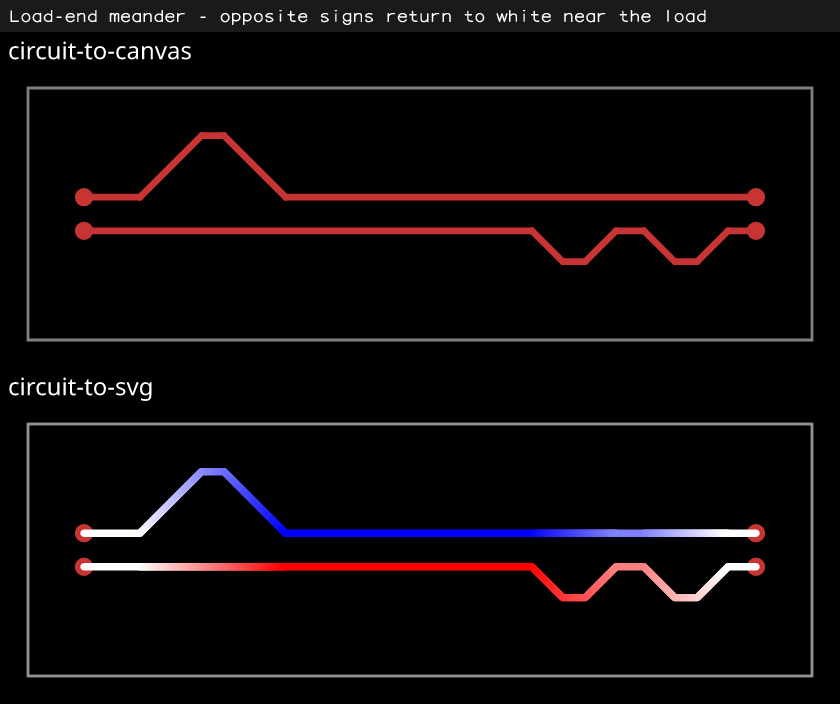 Load-end meander - opposite signs return to white near the load
circuit-to-canvas
circuit-to-svg